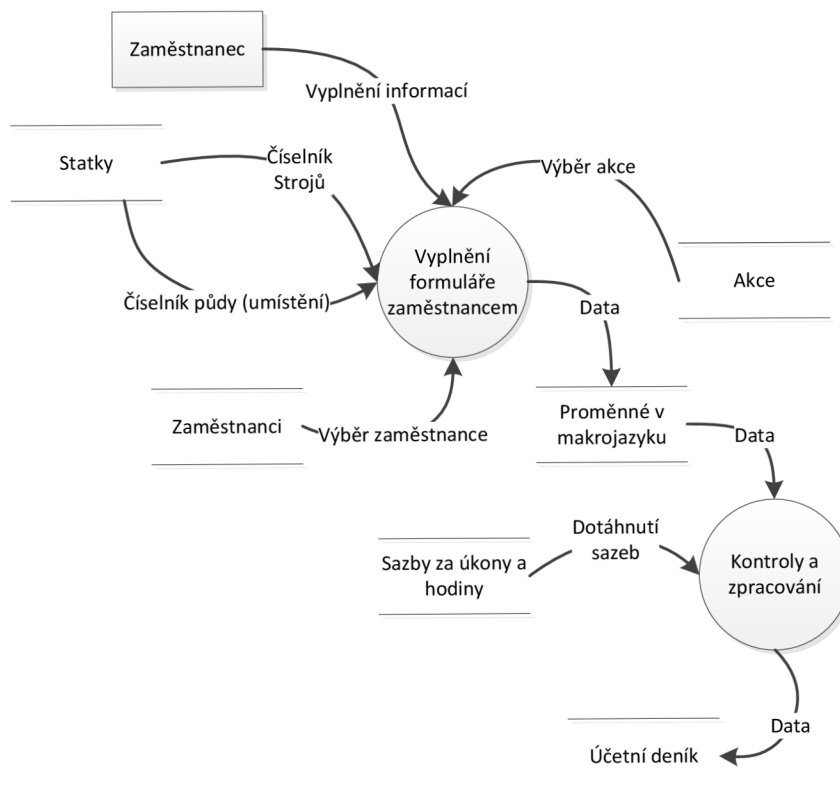 Zaměstnanec
Vyplnění informací
Statky
Číselník
Strojů
Výběr akce
Akce
Vyplnění
formuláře
zaměstnancem
Číselník půdy (umístění)
Data
Zaměstnanci
Výběr zaměstnance
Proměnné v
makrojazyku
Data
Dotáhnutí
sazeb
Sazby za úkony a
hodiny
Kontroly a
zpracování
Data
Účetní deník